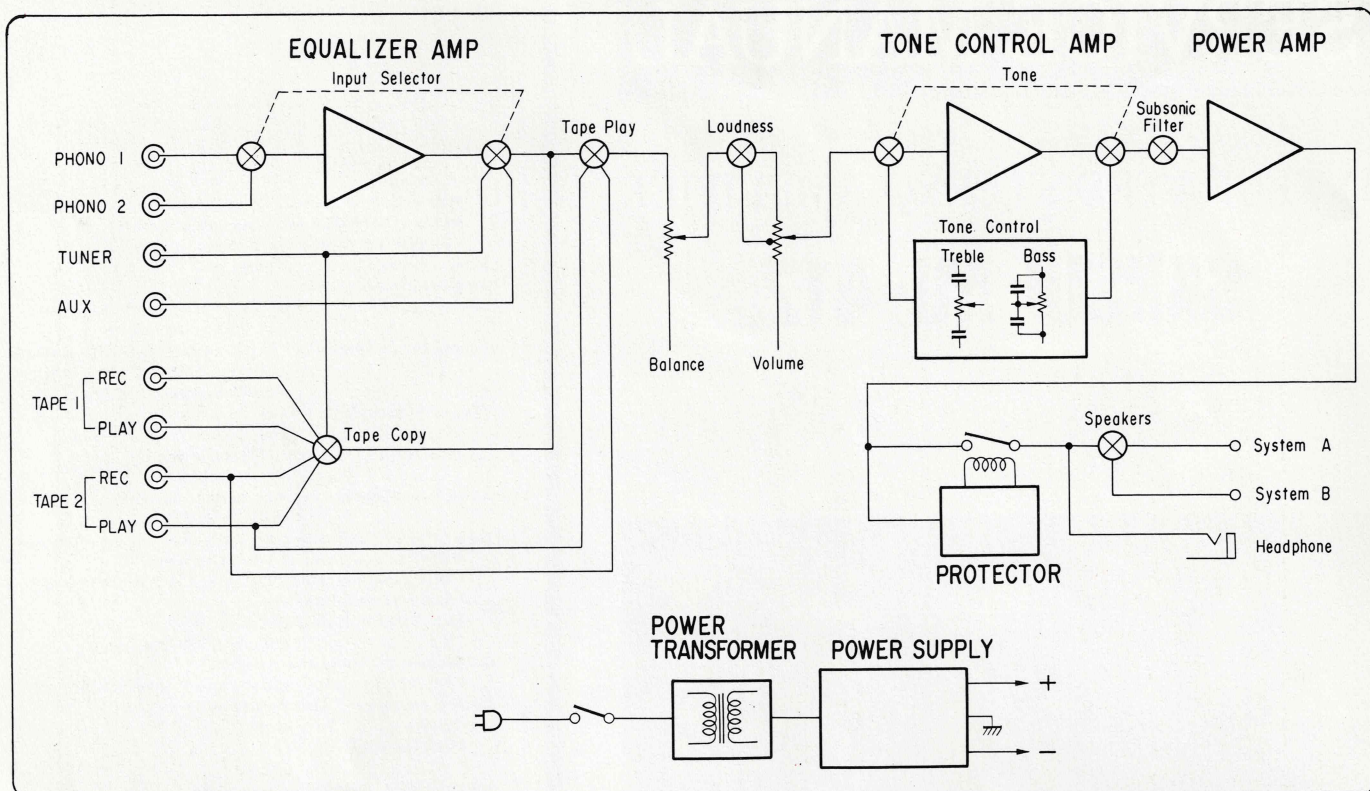 EQUALIZER AMP
Input Selector
TONE CONTROL AMP
Tone
POWER AMP
Subsonic
Filter
Tape Play
Loudness
PHONO 1
PHONO 2
TUNER
AUX
Tone Control
Treble
Bass
Balance
Volume
TAPE 1
REC
PLAY
TAPE 2
REC
PLAY
Tape Copy
Speakers
System A
System B
Headphone
PROTECTOR
POWER
TRANSFORMER
POWER SUPPLY
+
−